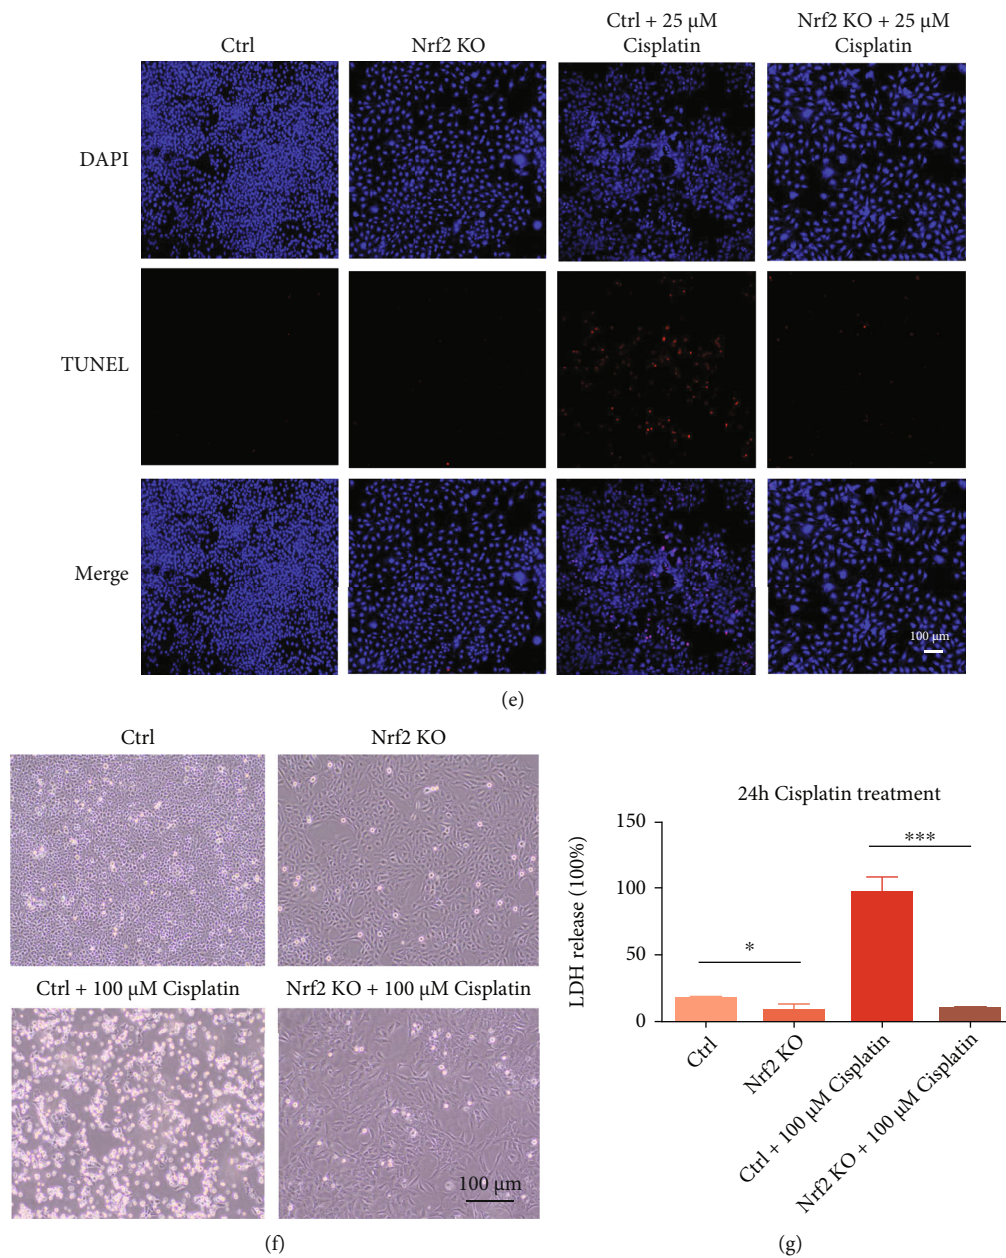 Ctrl
Nrf2 KO
Ctrl + 25 μM
Cisplatin
Nrf2 KO + 25 μM
Cisplatin
DAPI
TUNEL
Merge
100 μm
(e)
Ctrl
Nrf2 KO
Ctrl + 100 μM Cisplatin
Nrf2 KO + 100 μM Cisplatin
100 μm
(f)
24h Cisplatin treatment
LDH release (100%)
150
100
50
0
*
***
Ctrl
Nrf2 KO
Ctrl + 100 μM Cisplatin
Nrf2 KO + 100 μM Cisplatin
(g)